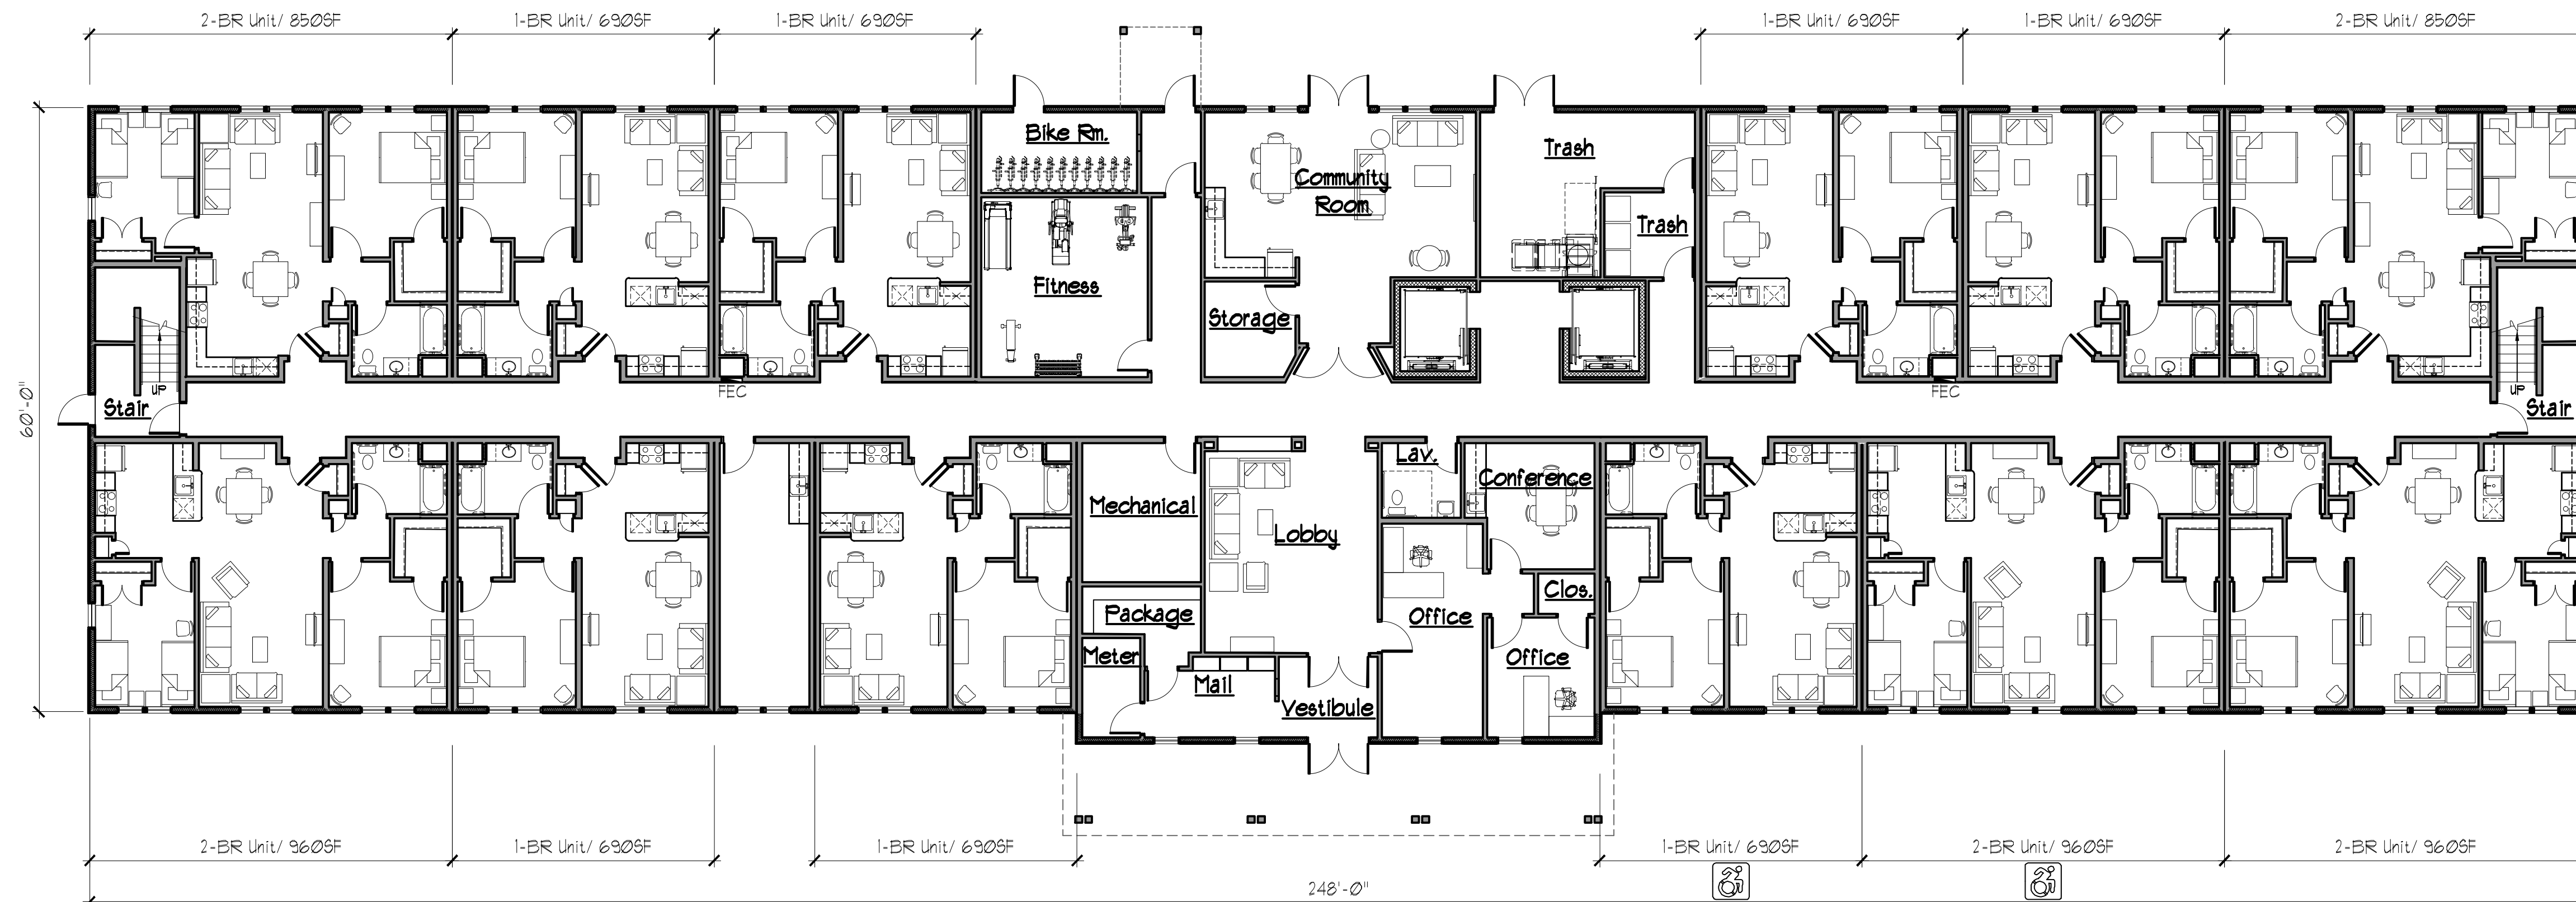 2-BR Unit/ 850SF
1-BR Unit/ 690SF
1-BR Unit/ 690SF
1-BR Unit/ 690SF
1-BR Unit/ 690SF
2-BR Unit/ 850SF
Bike Rm.
Community
Room
Trash
Trash
Fitness
Storage
UP
Stair
FEC
FEC
UP
Stair
60'-0"
Lav.
Conference
Mechanical
Lobby
Package
Office
Clos.
Meter
Mail
Vestibule
Office
2-BR Unit/ 960SF
1-BR Unit/ 690SF
1-BR Unit/ 690SF
1-BR Unit/ 690SF
2-BR Unit/ 960SF
2-BR Unit/ 960SF
248'-0"